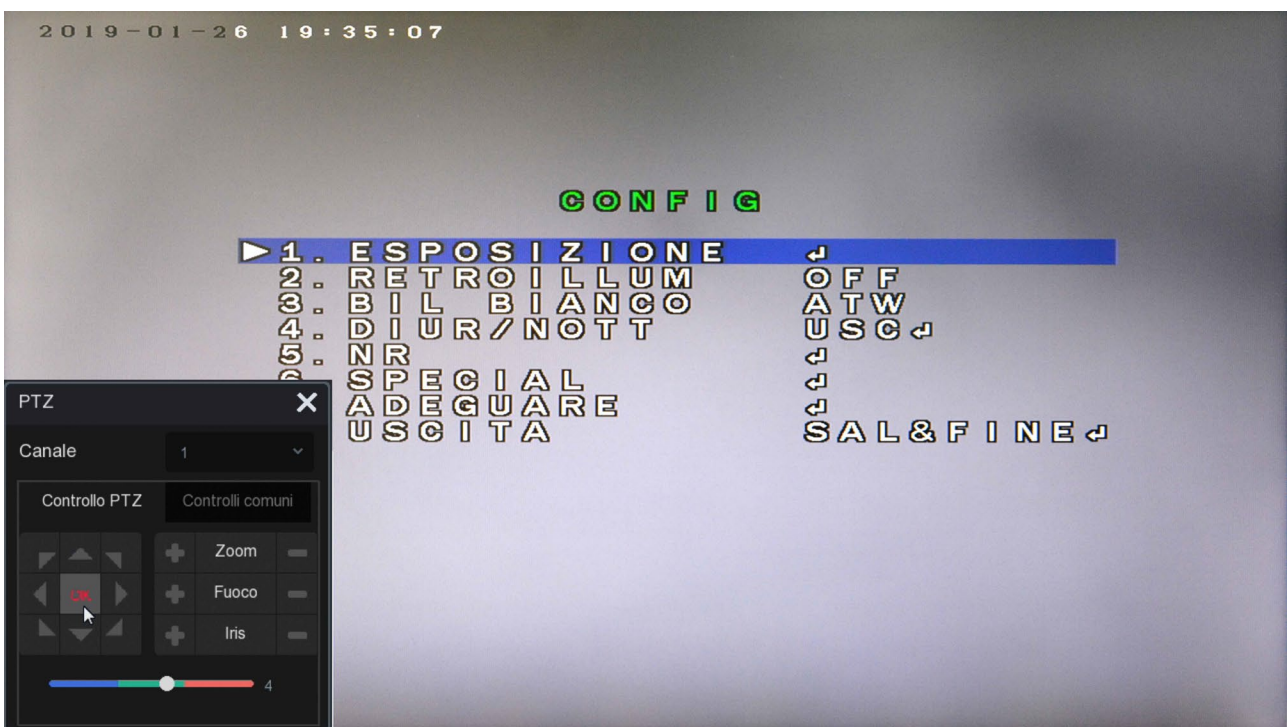 2019-01-26 19:35:07
CONFIG
1. ESPOSIZIONE ↲
2. RETROILLUM OFF
3. BIL BIANCO ATW
4. DIUR/NOTT USC↲
5. NR ↲
SPECIAL ↲
ADEGUARE ↲
USCITA SAL&FINE↲
PTZ
Canale 1
Controllo PTZ Controlli comuni
Zoom
OK Fuoco
Iris
4